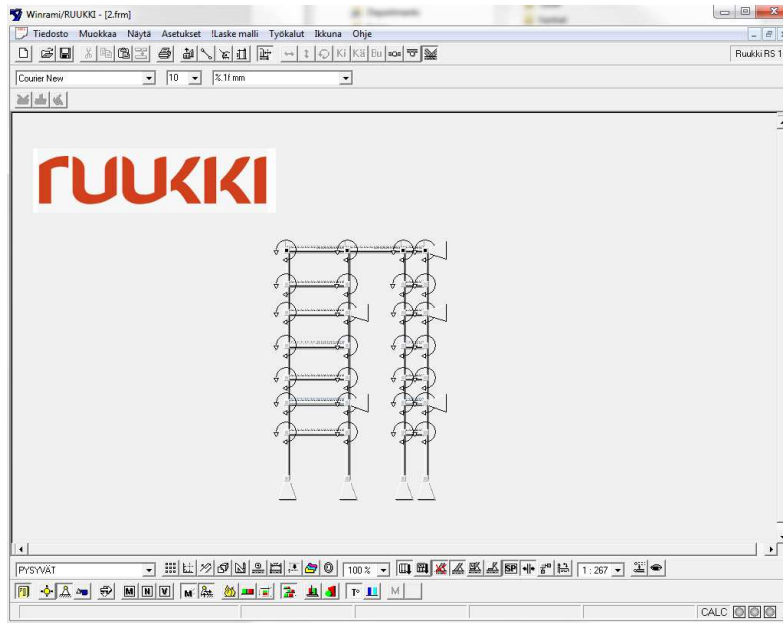 Winrami/RUUKKI - [2.frm]
Tiedosto Muokkaa Näytä Asetukset !Laske malli Työkalut Ikkuna Ohje
Ki Kä Eu Ruukki RS 1
Courier New 10 %.1f mm
RUUKKI
PYSYVÄT 100 % SP 1 : 267
M N V M T° M
CALC